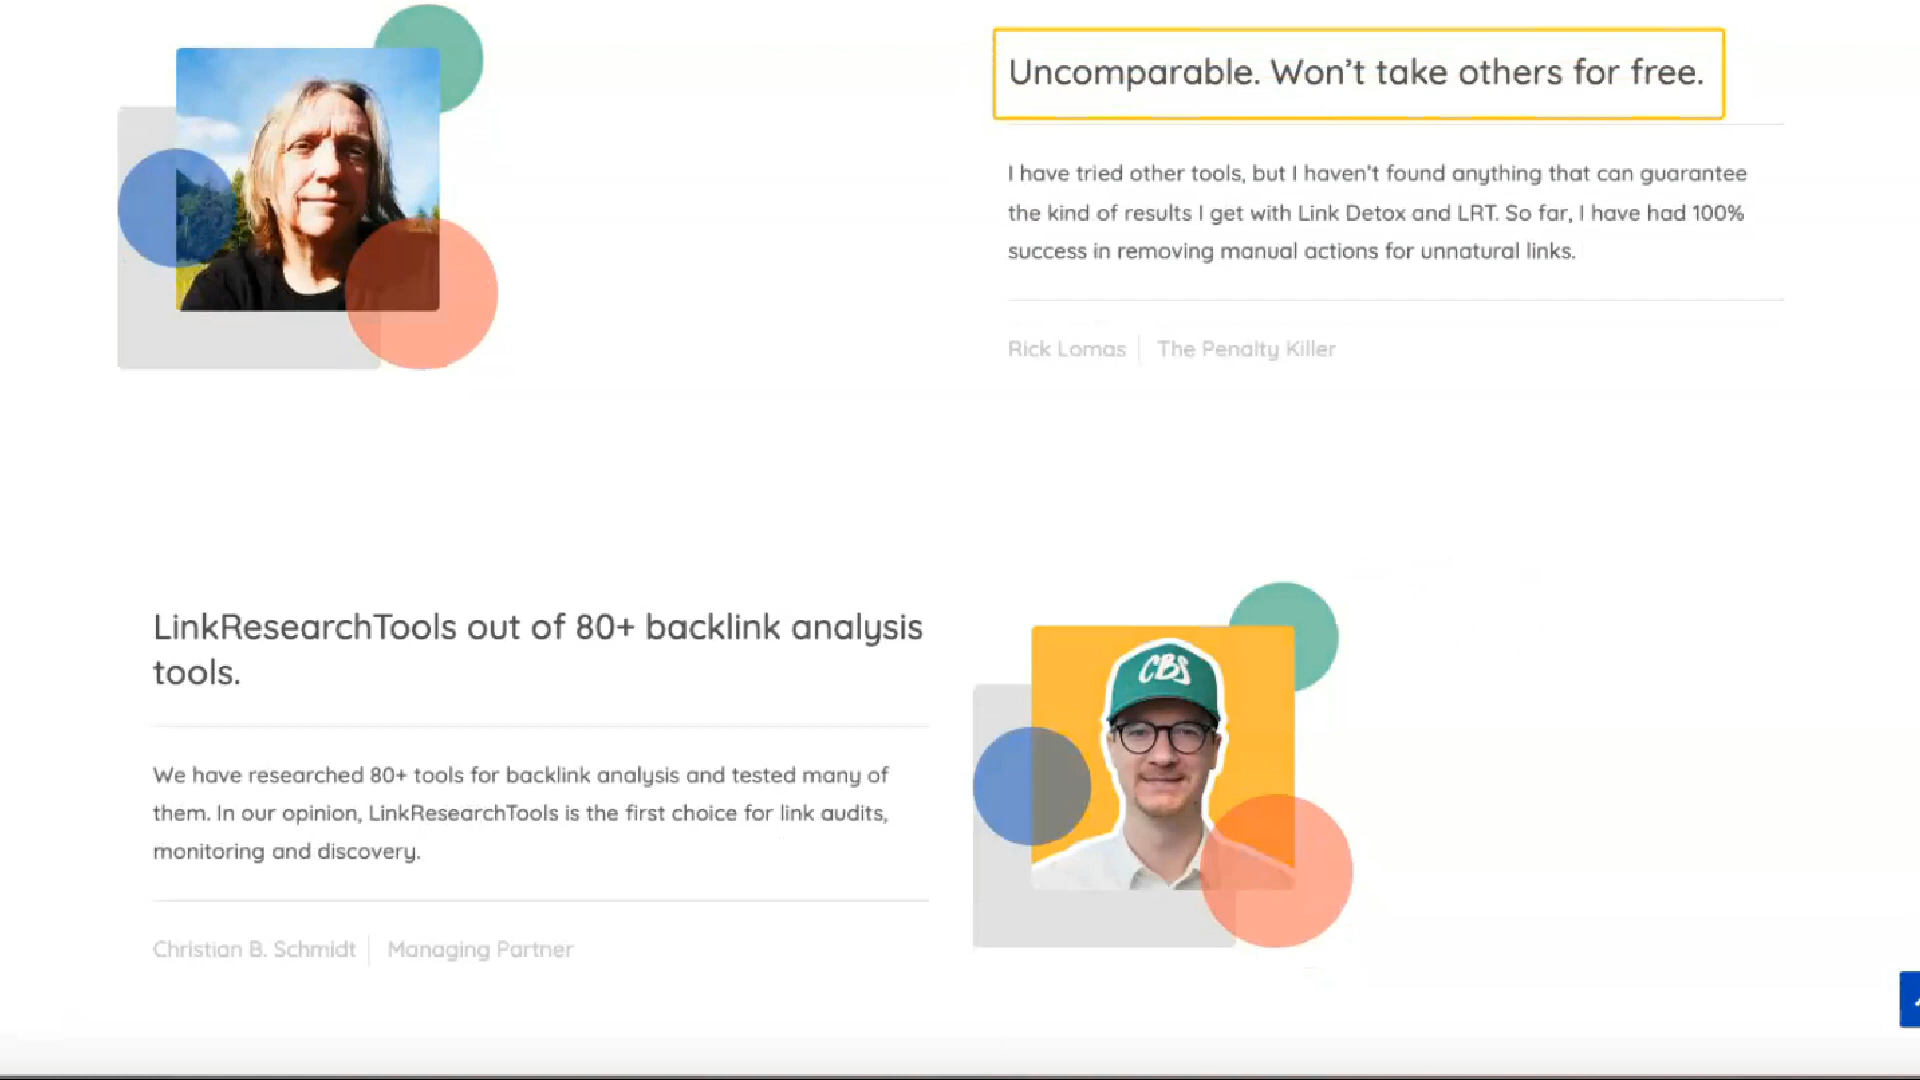 Uncomparable. Won’t take others for free.
I have tried other tools, but I haven’t found anything that can guarantee
the kind of results I get with Link Detox and LRT. So far, I have had 100%
success in removing manual actions for unnatural links.
Rick Lomas
The Penalty Killer
LinkResearchTools out of 80+ backlink analysis
tools.
We have researched 80+ tools for backlink analysis and tested many of
them. In our opinion, LinkResearchTools is the first choice for link audits,
monitoring and discovery.
Christian B. Schmidt
Managing Partner
CBS